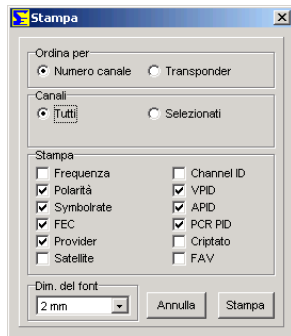 Stampa
Ordina per
Numero canale Transponder
Canali
Tutti Selezionati
Stampa
Frequenza Channel ID
Polarità VPID
Symbolrate APID
FEC PCR PID
Provider Criptato
Satellite FAV
Dim. del font
2 mm Annulla Stampa